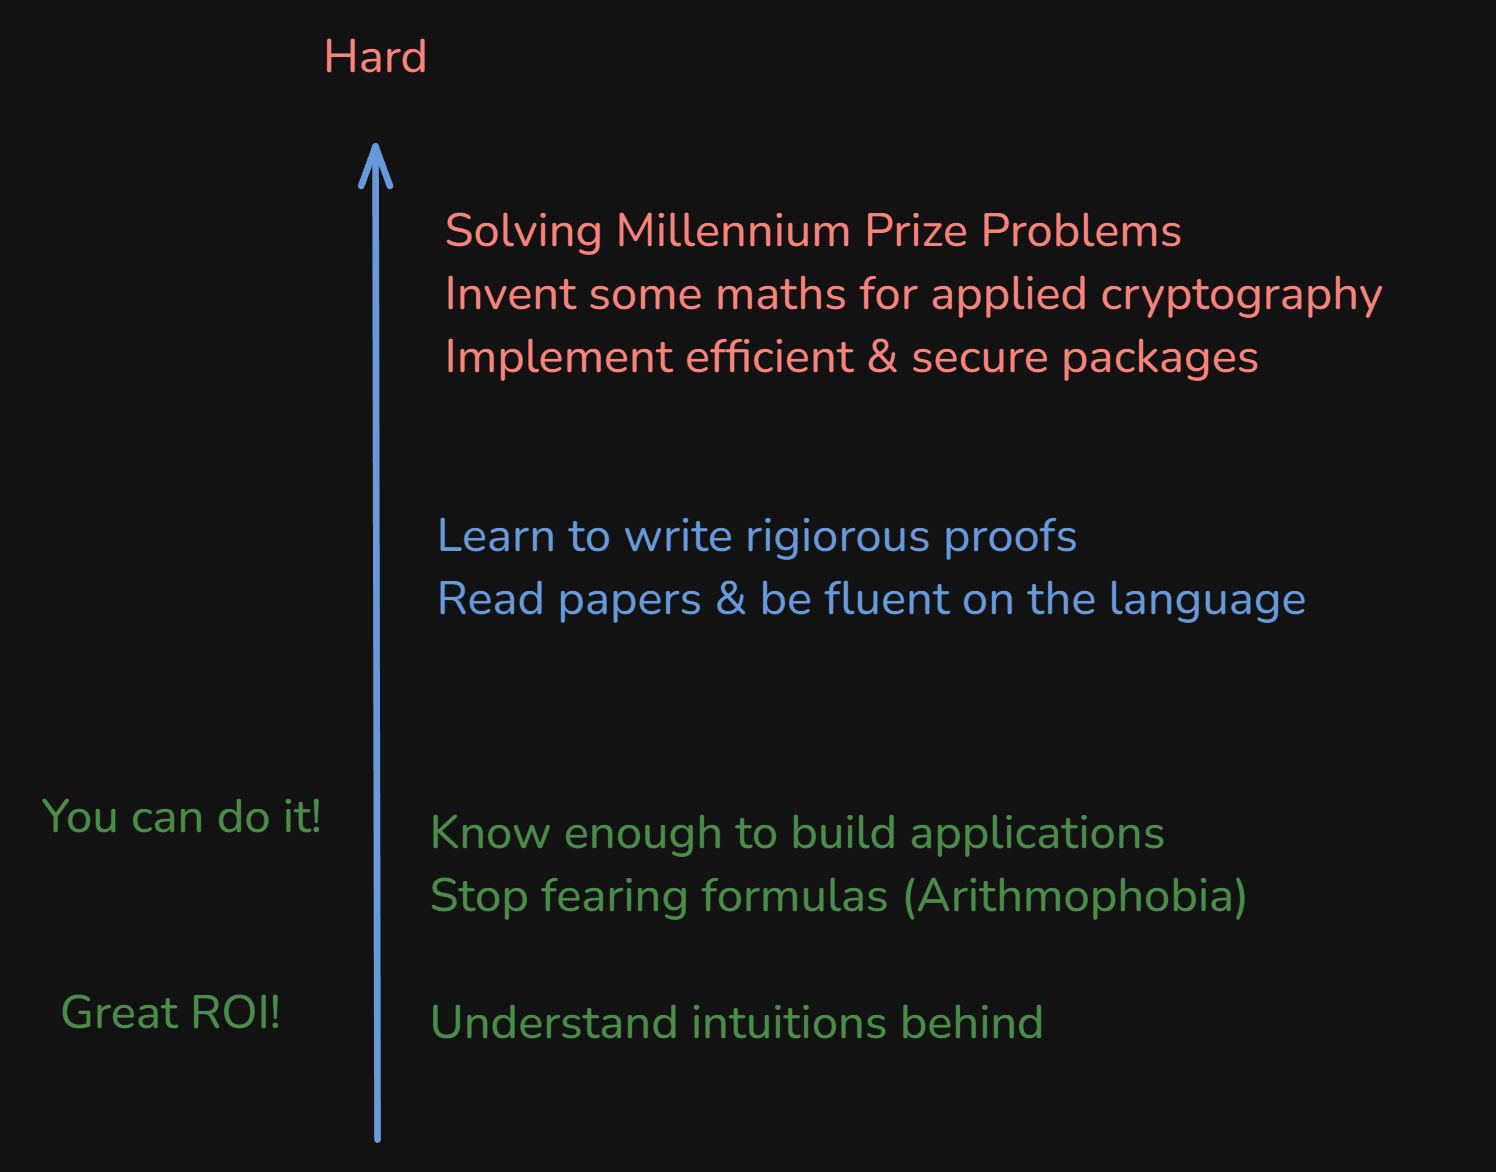 Hard
Solving Millennium Prize Problems
Invent some maths for applied cryptography
Implement efficient & secure packages
Learn to write rigiorous proofs
Read papers & be fluent on the language
You can do it!
Know enough to build applications
Stop fearing formulas (Arithmophobia)
Great ROI!
Understand intuitions behind